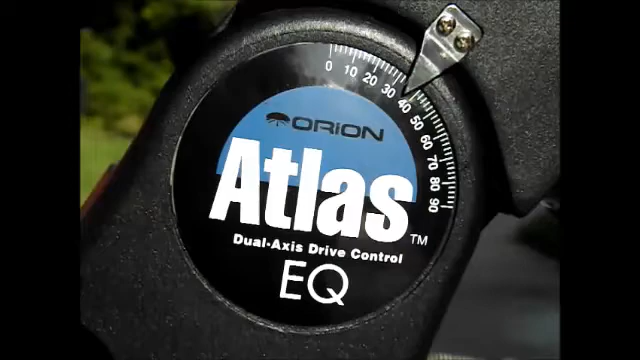 0 10 20 30 40 50 60 70 80 90
ORION
Atlas™
Dual-Axis Drive Control
EQ